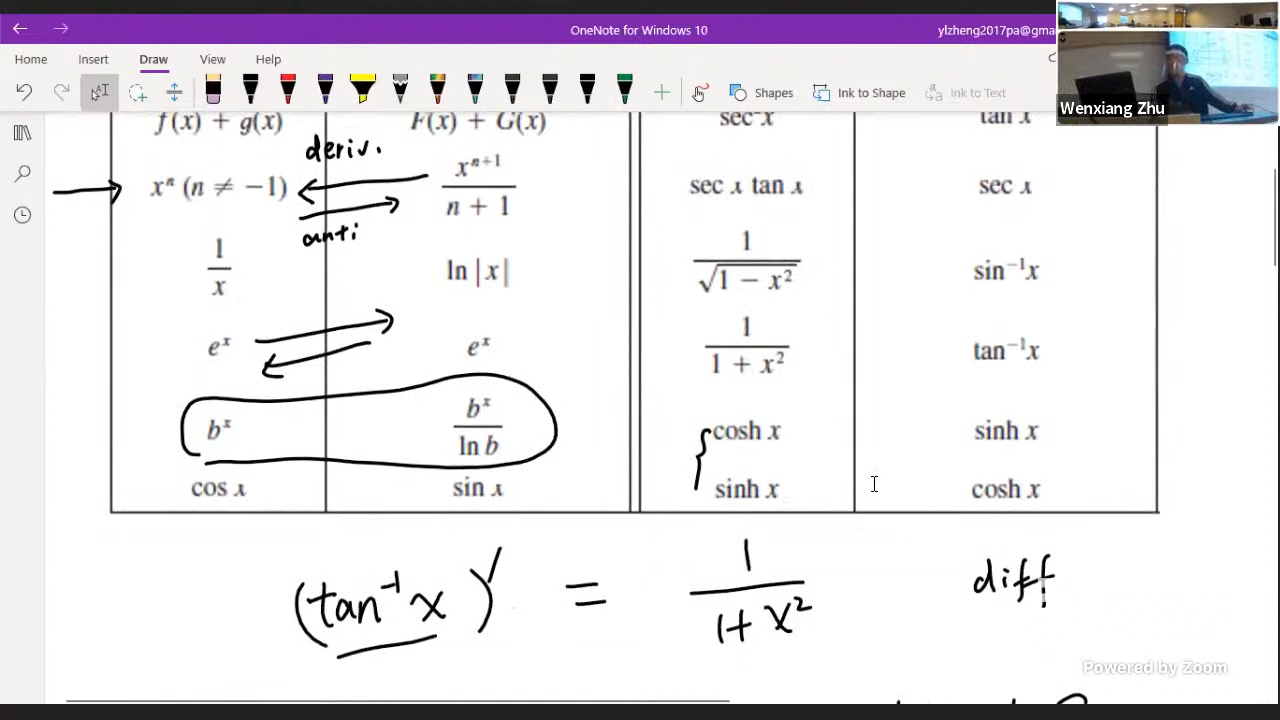 OneNote for Windows 10
ylzheng2017pa@gma
Home Insert Draw View Help
Shapes
Ink to Shape
Ink to Text
Wenxiang Zhu
f(x) + g(x) F(x) + G(x) sec²x tan x
deriv.
xⁿ (n ≠ −1) xⁿ⁺¹/(n + 1) sec x tan x sec x
anti
1/x ln |x| 1/√(1 − x²) sin⁻¹x
eˣ eˣ 1/(1 + x²) tan⁻¹x
bˣ bˣ/ln b cosh x sinh x
cos x sin x sinh x cosh x
(tan⁻¹ x)′ = 1/(1 + x²) diff
Powered by Zoom